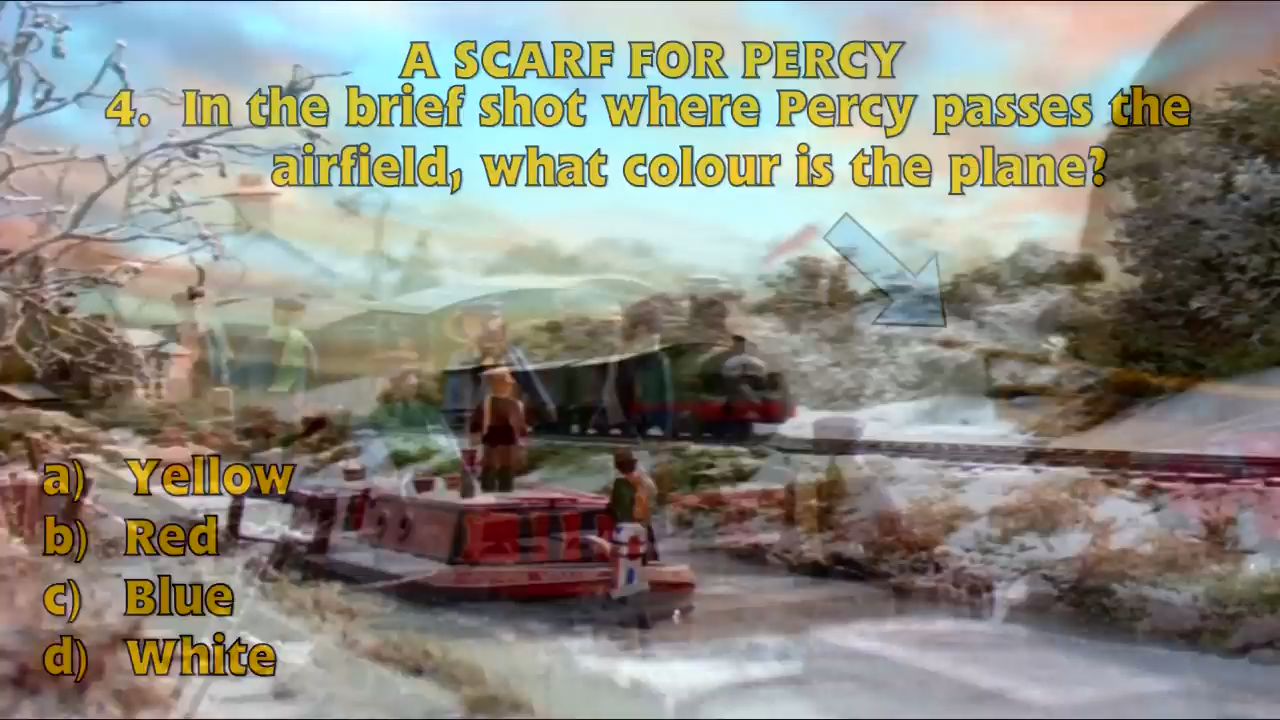 A SCARF FOR PERCY
4. In the brief shot where Percy passes the
airfield, what colour is the plane?
a) Yellow
b) Red
c) Blue
d) White